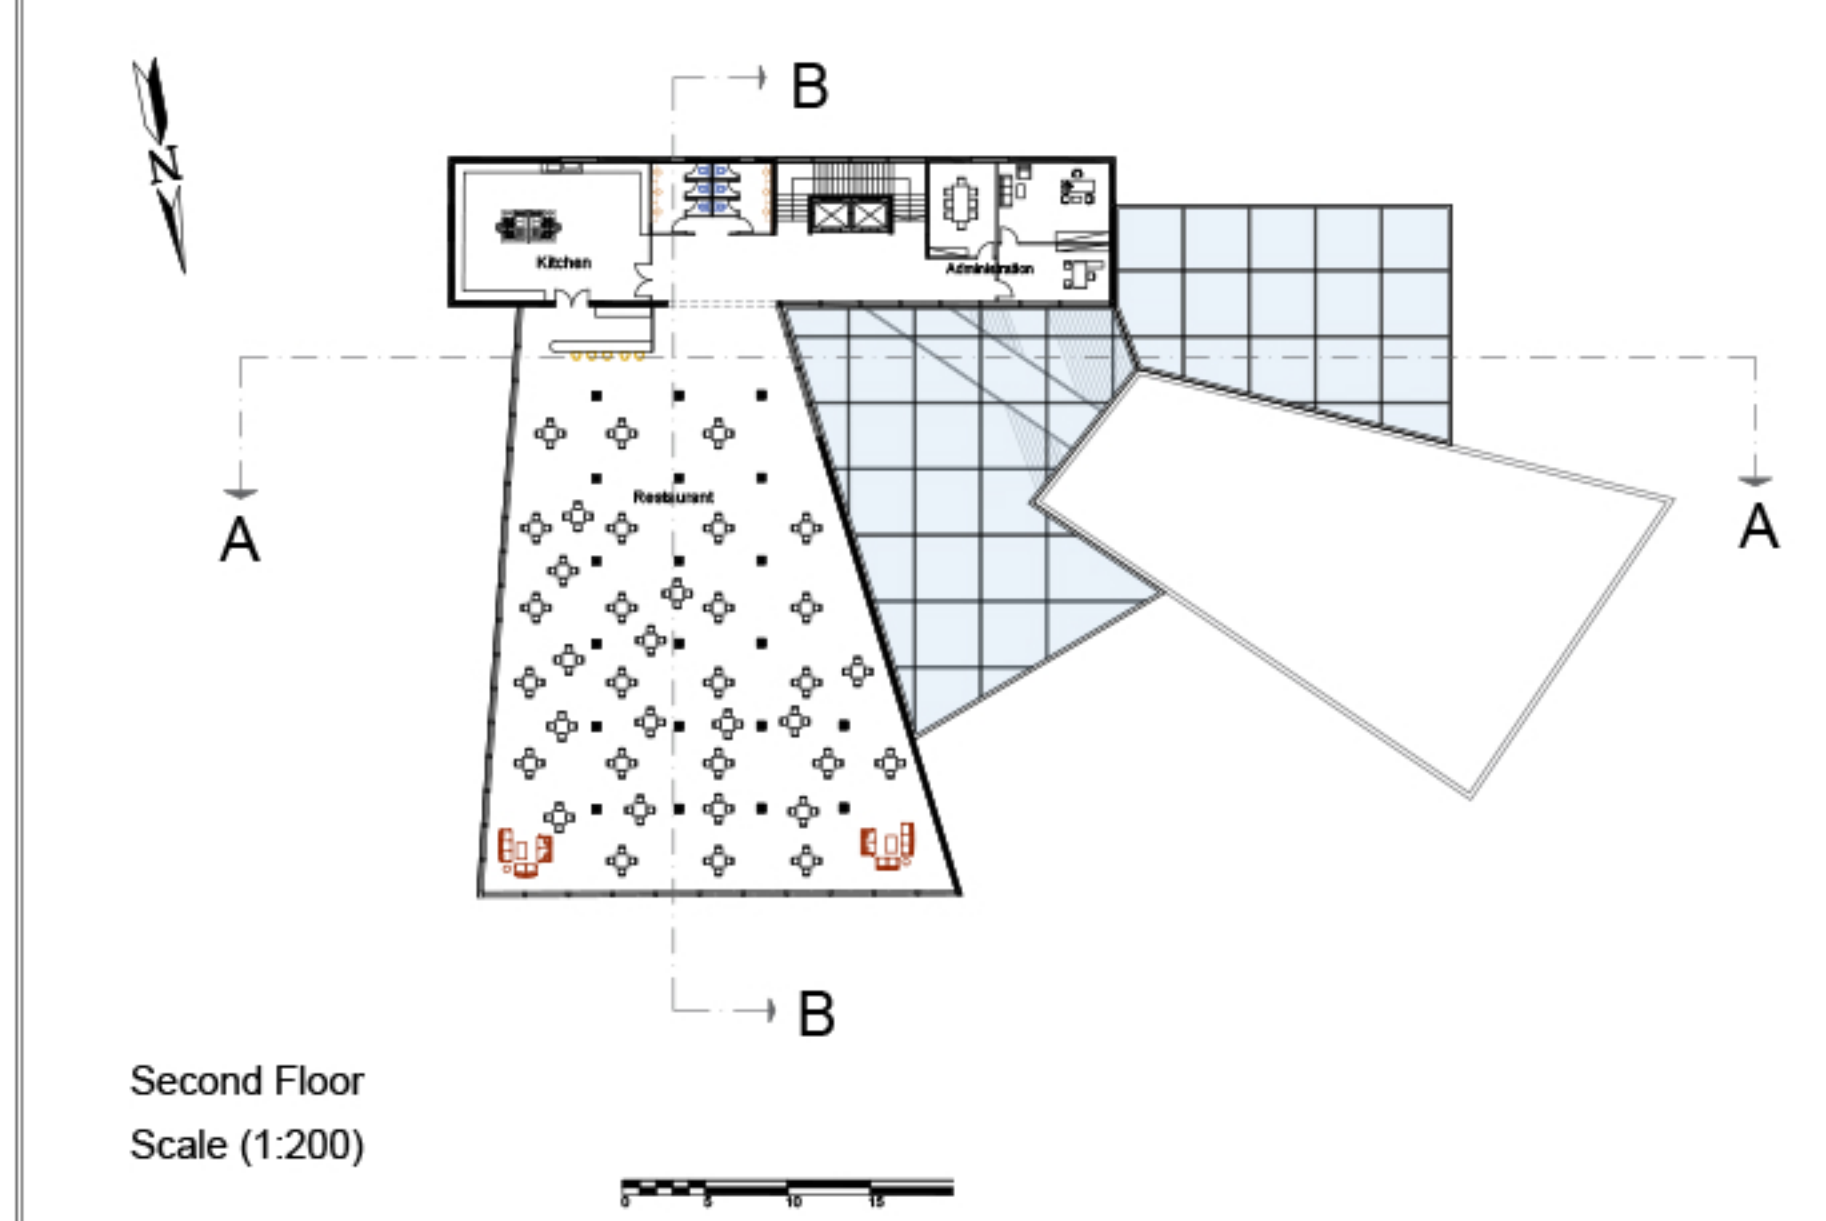 B
N
Kitchen
Administration
A
Restaurant
A
B
Second Floor
Scale (1:200)
0 5 10 15